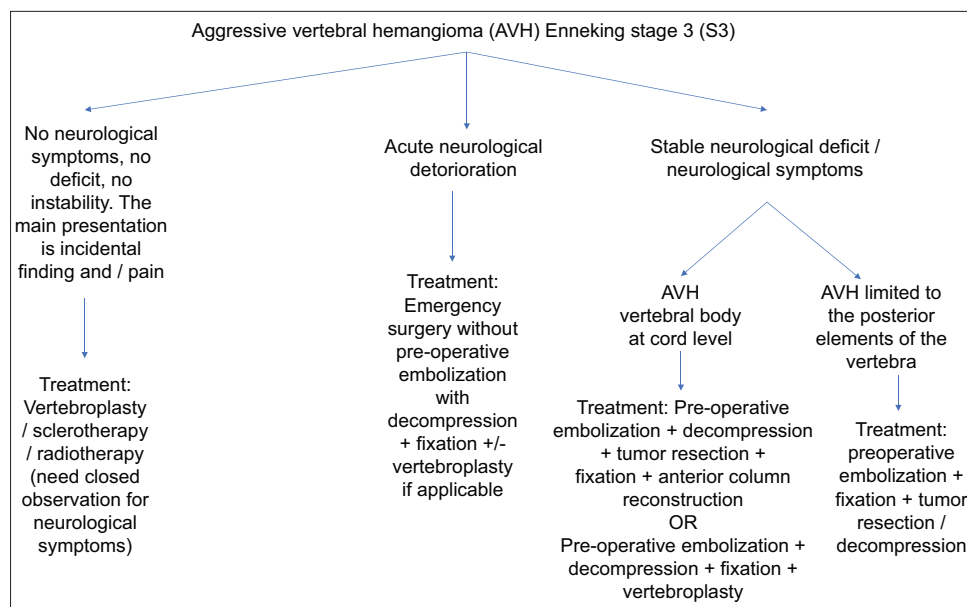 Aggressive vertebral hemangioma (AVH) Enneking stage 3 (S3)
No neurological
symptoms, no
deficit, no
instability. The
main presentation
is incidental
finding and / pain
Treatment:
Vertebroplasty
/ sclerotherapy
/ radiotherapy
(need closed
observation for
neurological
symptoms)
Acute neurological
detorioration
Treatment:
Emergency
surgery without
pre-operative
embolization
with
decompression
+ fixation +/-
vertebroplasty
if applicable
Stable neurological deficit /
neurological symptoms
AVH
vertebral body
at cord level
Treatment: Pre-operative
embolization + decompression
+ tumor resection +
fixation + anterior column
reconstruction
OR
Pre-operative embolization +
decompression + fixation +
vertebroplasty
AVH limited to
the posterior
elements of the
vertebra
Treatment:
preoperative
embolization +
fixation + tumor
resection /
decompression